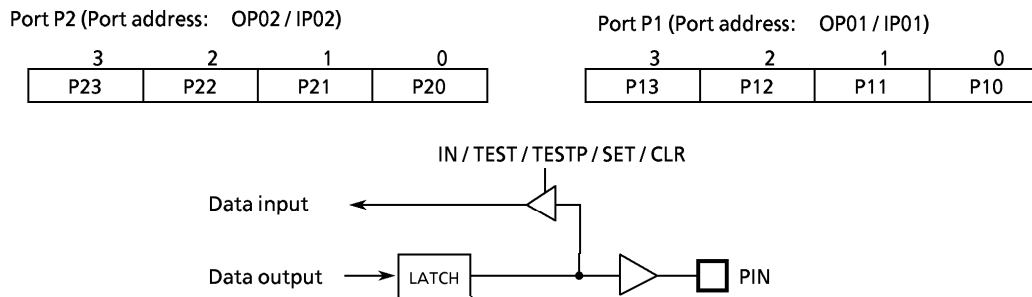 Port P2 (Port address: OP02 / IP02)
3 2 1 0
P23 P22 P21 P20
Port P1 (Port address: OP01 / IP01)
3 2 1 0
P13 P12 P11 P10
IN / TEST / TESTP / SET / CLR
Data input
Data output LATCH PIN